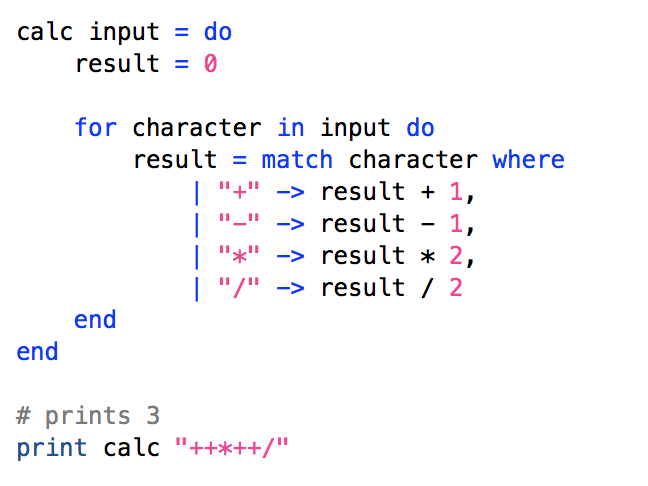 calc input = do
    result = 0

    for character in input do
        result = match character where
            | "+" -> result + 1,
            | "-" -> result - 1,
            | "*" -> result * 2,
            | "/" -> result / 2
    end
end

# prints 3
print calc "++*++/"